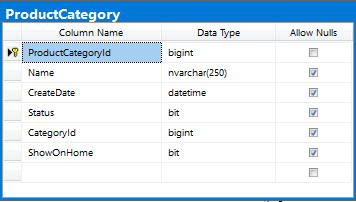 ProductCategory
Column Name Data Type Allow Nulls
ProductCategoryId bigint
Name nvarchar(250)
CreateDate datetime
Status bit
CategoryId bigint
ShowOnHome bit